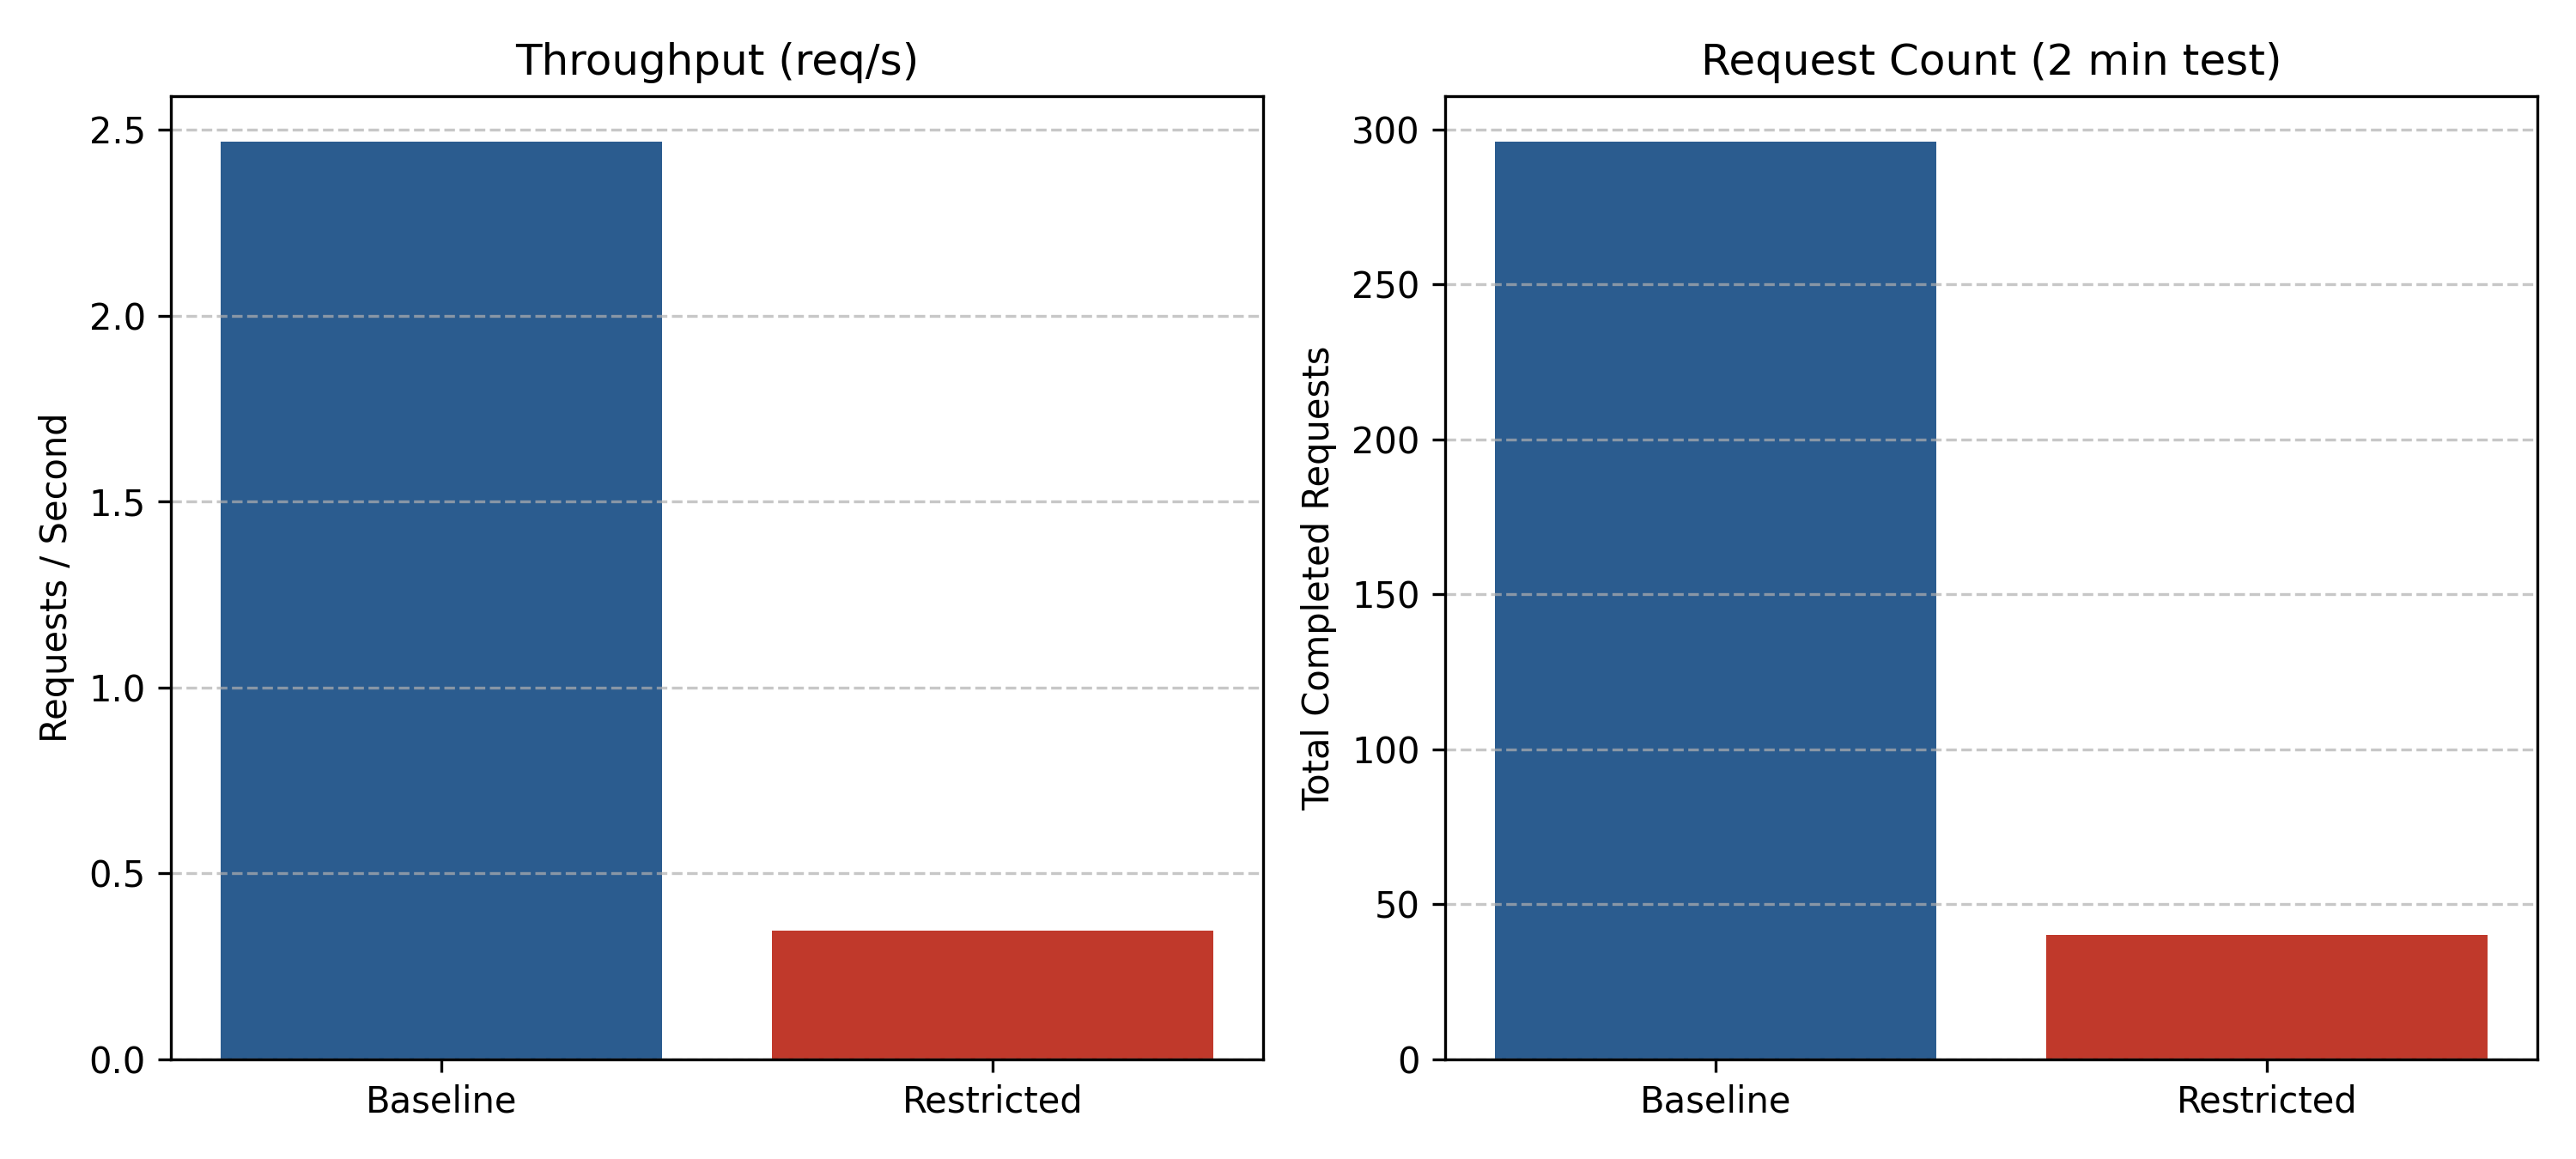 Throughput (req/s)
Requests / Second
2.5
2.0
1.5
1.0
0.5
0.0
Baseline
Restricted
Request Count (2 min test)
Total Completed Requests
300
250
200
150
100
50
0
Baseline
Restricted